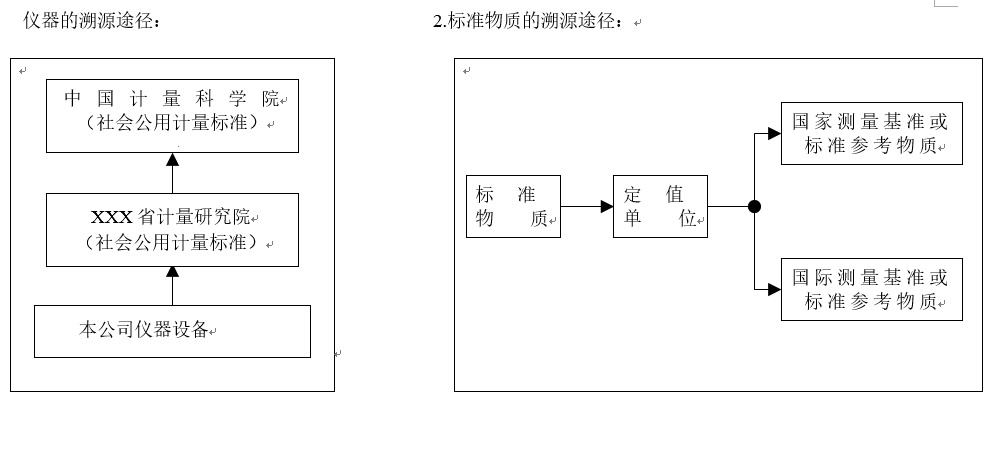 仪器的溯源途径：
中国计量科学院
（社会公用计量标准）
XXX省计量研究院
（社会公用计量标准）
本公司仪器设备
2.标准物质的溯源途径：
标准
物质
定值
单位
国家测量基准或
标准参考物质
国际测量基准或
标准参考物质